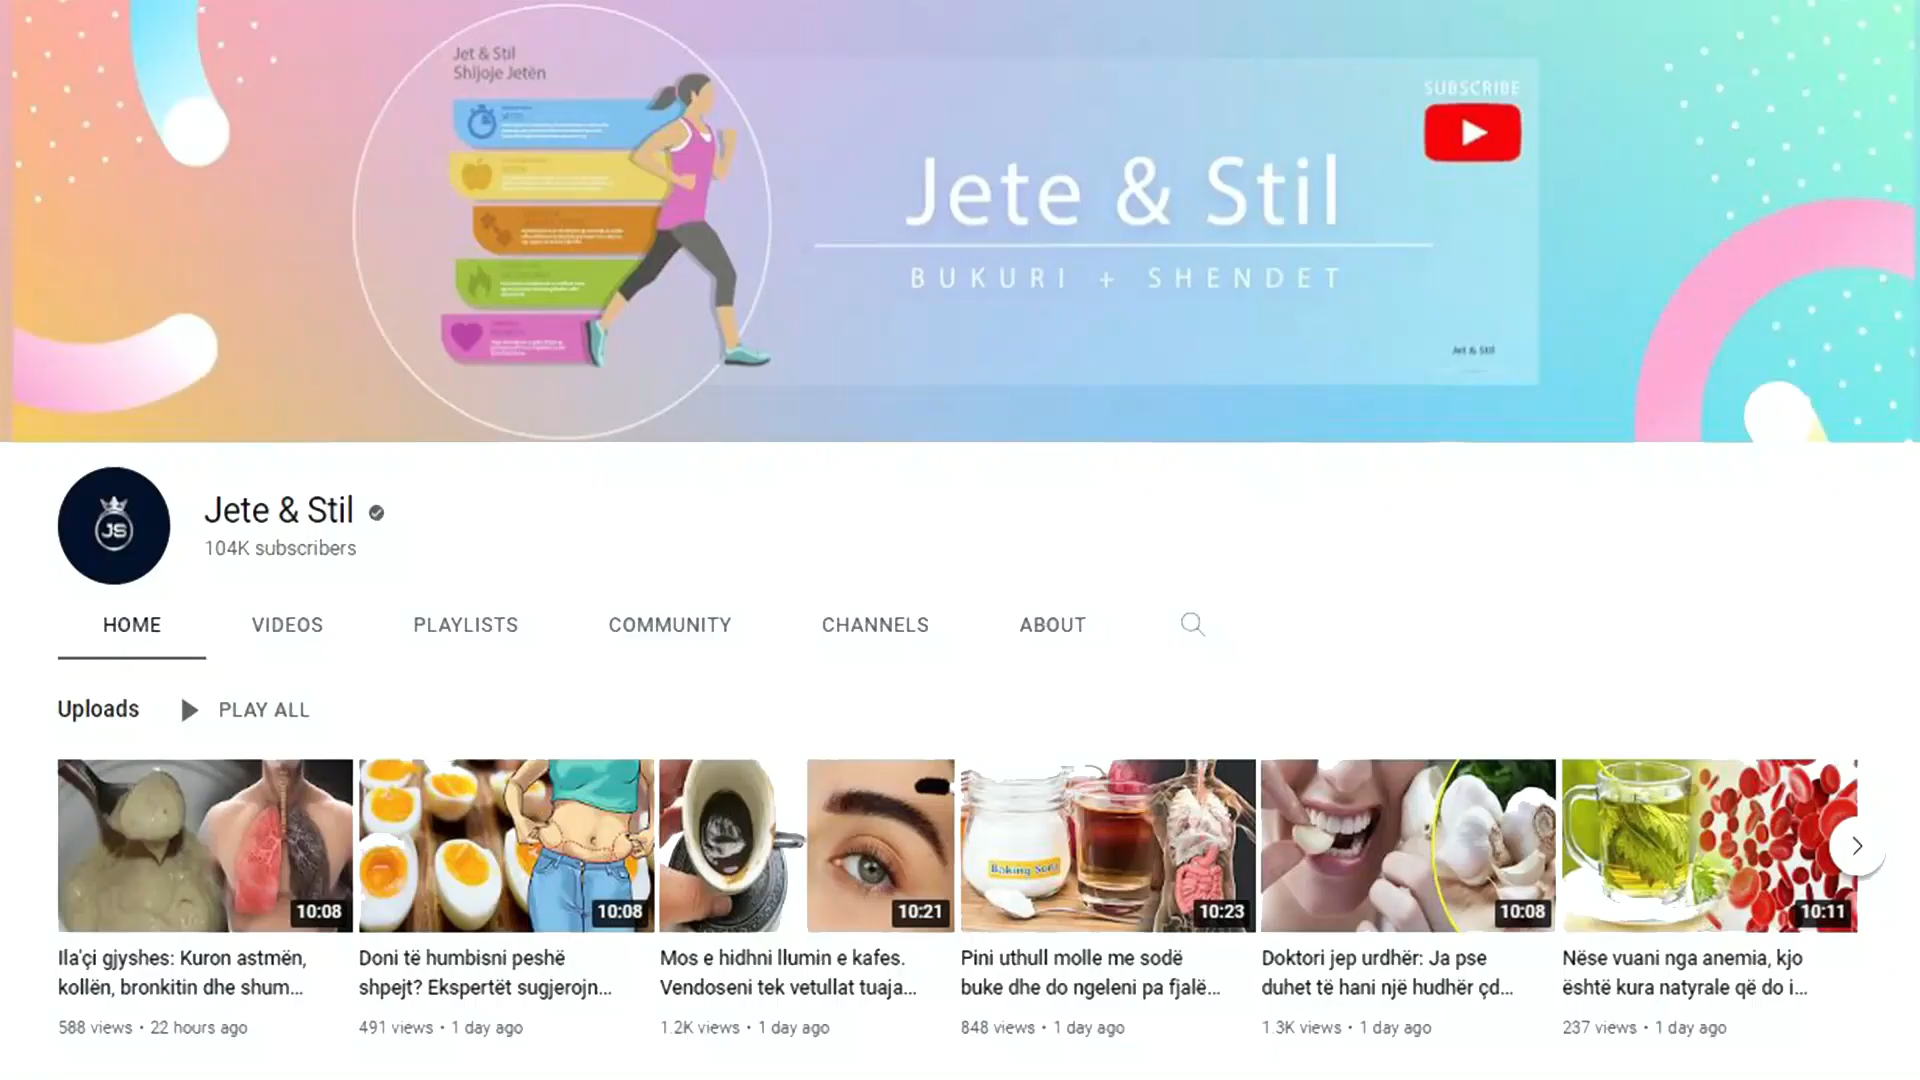 Jet & Stil
Shijoje Jetën
SUBSCRIBE
Jete & Stil
BUKURI + SHENDET
Jet & Stil
JS
Jete & Stil
104K subscribers
HOME VIDEOS PLAYLISTS COMMUNITY CHANNELS ABOUT
Uploads PLAY ALL
Baking Soda
10:08 10:08 10:21 10:23 10:08 10:11
Ila'çi gjyshes: Kuron astmën,
kollën, bronkitin dhe shum...
588 views • 22 hours ago
Doni të humbisni peshë
shpejt? Ekspertët sugjerojn...
491 views • 1 day ago
Mos e hidhni llumin e kafes.
Vendoseni tek vetullat tuaja...
1.2K views • 1 day ago
Pini uthull molle me sodë
buke dhe do ngeleni pa fjalë...
848 views • 1 day ago
Doktori jep urdhër: Ja pse
duhet të hani një hudhër çd...
1.3K views • 1 day ago
Nëse vuani nga anemia, kjo
është kura natyrale që do i...
237 views • 1 day ago